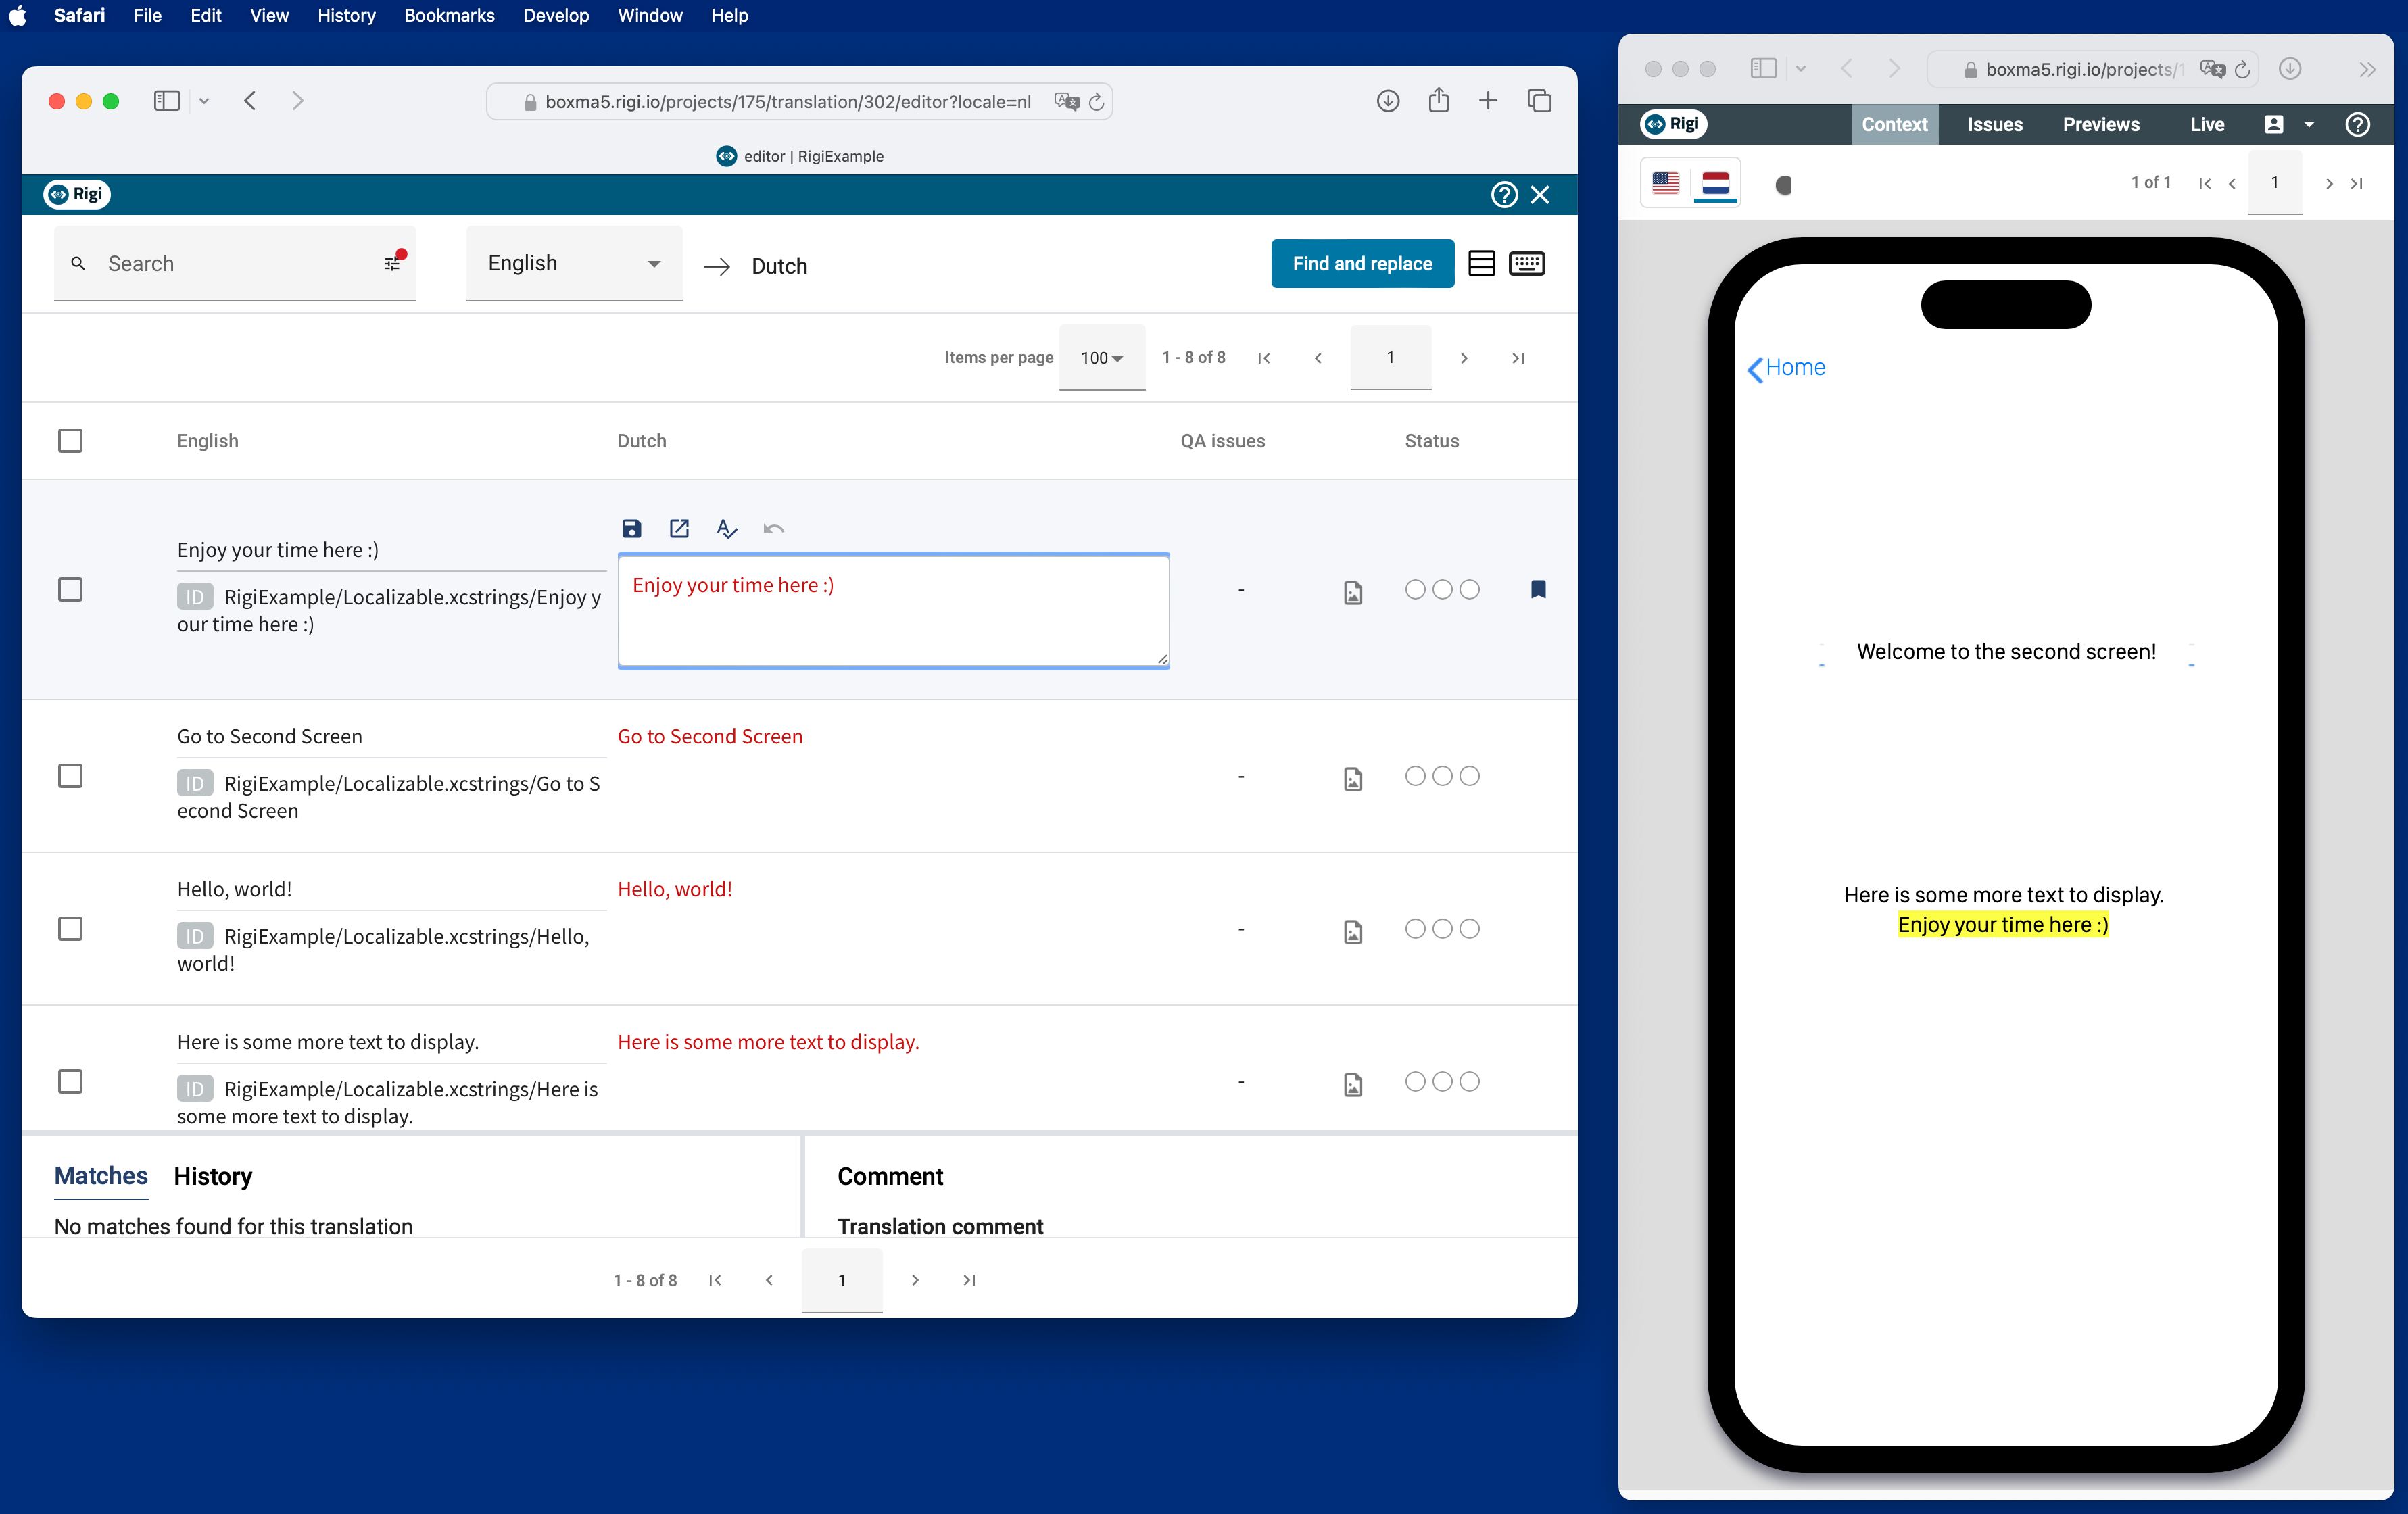 Safari File Edit View History Bookmarks Develop Window Help
boxma5.rigi.io/projects/175/translation/302/editor?locale=nl
editor | RigiExample
Rigi
Search
English
Dutch
Find and replace
Items per page
100
1 - 8 of 8
1
English Dutch QA issues Status
Enjoy your time here :)
ID RigiExample/Localizable.xcstrings/Enjoy y
our time here :)
Enjoy your time here :)
-
Go to Second Screen
ID RigiExample/Localizable.xcstrings/Go to S
econd Screen
Go to Second Screen
-
Hello, world!
ID RigiExample/Localizable.xcstrings/Hello,
world!
Hello, world!
-
Here is some more text to display.
ID RigiExample/Localizable.xcstrings/Here is
some more text to display.
Here is some more text to display.
-
Matches History
No matches found for this translation
Comment
Translation comment
1 - 8 of 8
1
boxma5.rigi.io/projects/
Rigi
Context Issues Previews Live
1 of 1
1
Home
Welcome to the second screen!
Here is some more text to display.
Enjoy your time here :)